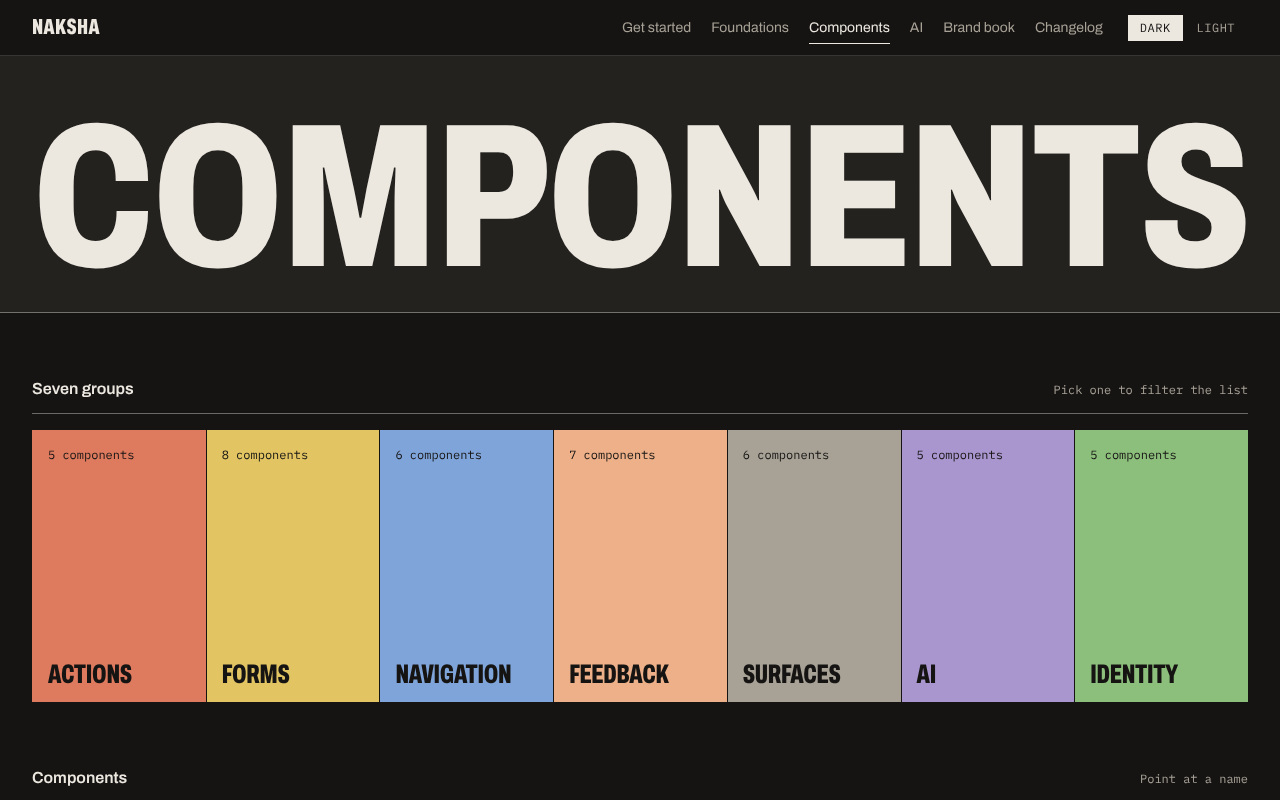 NAKSHA
Get started
Foundations
Components
AI
Brand book
Changelog
DARK
LIGHT
COMPONENTS
Seven groups
Pick one to filter the list
5 components
8 components
6 components
7 components
6 components
5 components
5 components
ACTIONS
FORMS
NAVIGATION
FEEDBACK
SURFACES
AI
IDENTITY
Components
Point at a name